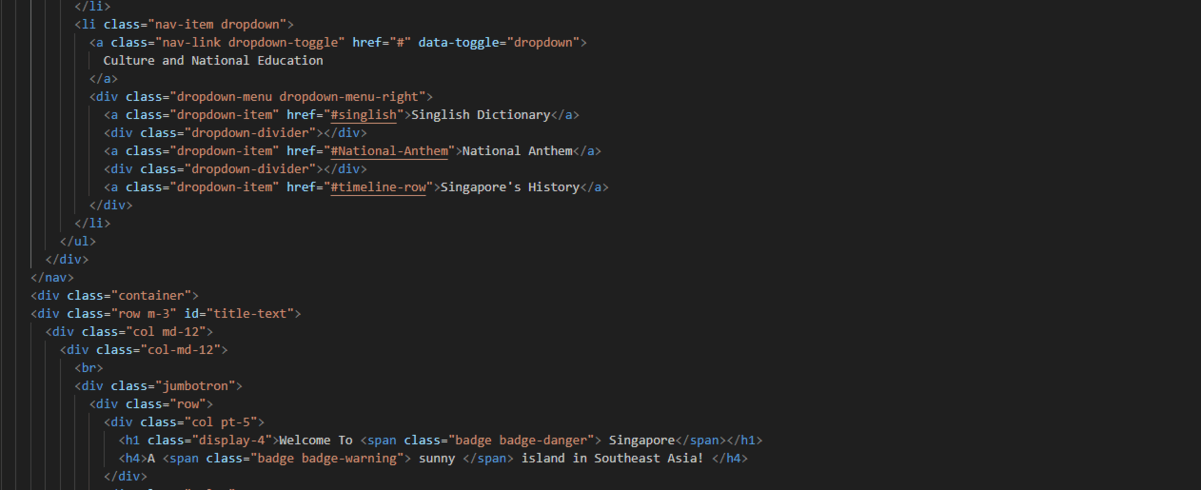 </li>
<li class="nav-item dropdown">
<a class="nav-link dropdown-toggle" href="#" data-toggle="dropdown">
Culture and National Education
</a>
<div class="dropdown-menu dropdown-menu-right">
<a class="dropdown-item" href="#singlish">Singlish Dictionary</a>
<div class="dropdown-divider"></div>
<a class="dropdown-item" href="#National-Anthem">National Anthem</a>
<div class="dropdown-divider"></div>
<a class="dropdown-item" href="#timeline-row">Singapore's History</a>
</div>
</li>
</ul>
</div>
</nav>
<div class="container">
<div class="row m-3" id="title-text">
<div class="col md-12">
<div class="col-md-12">
<br>
<div class="jumbotron">
<div class="row">
<div class="col pt-5">
<h1 class="display-4">Welcome To <span class="badge badge-danger"> Singapore</span></h1>
<h4>A <span class="badge badge-warning"> sunny </span> island in Southeast Asia! </h4>
</div>